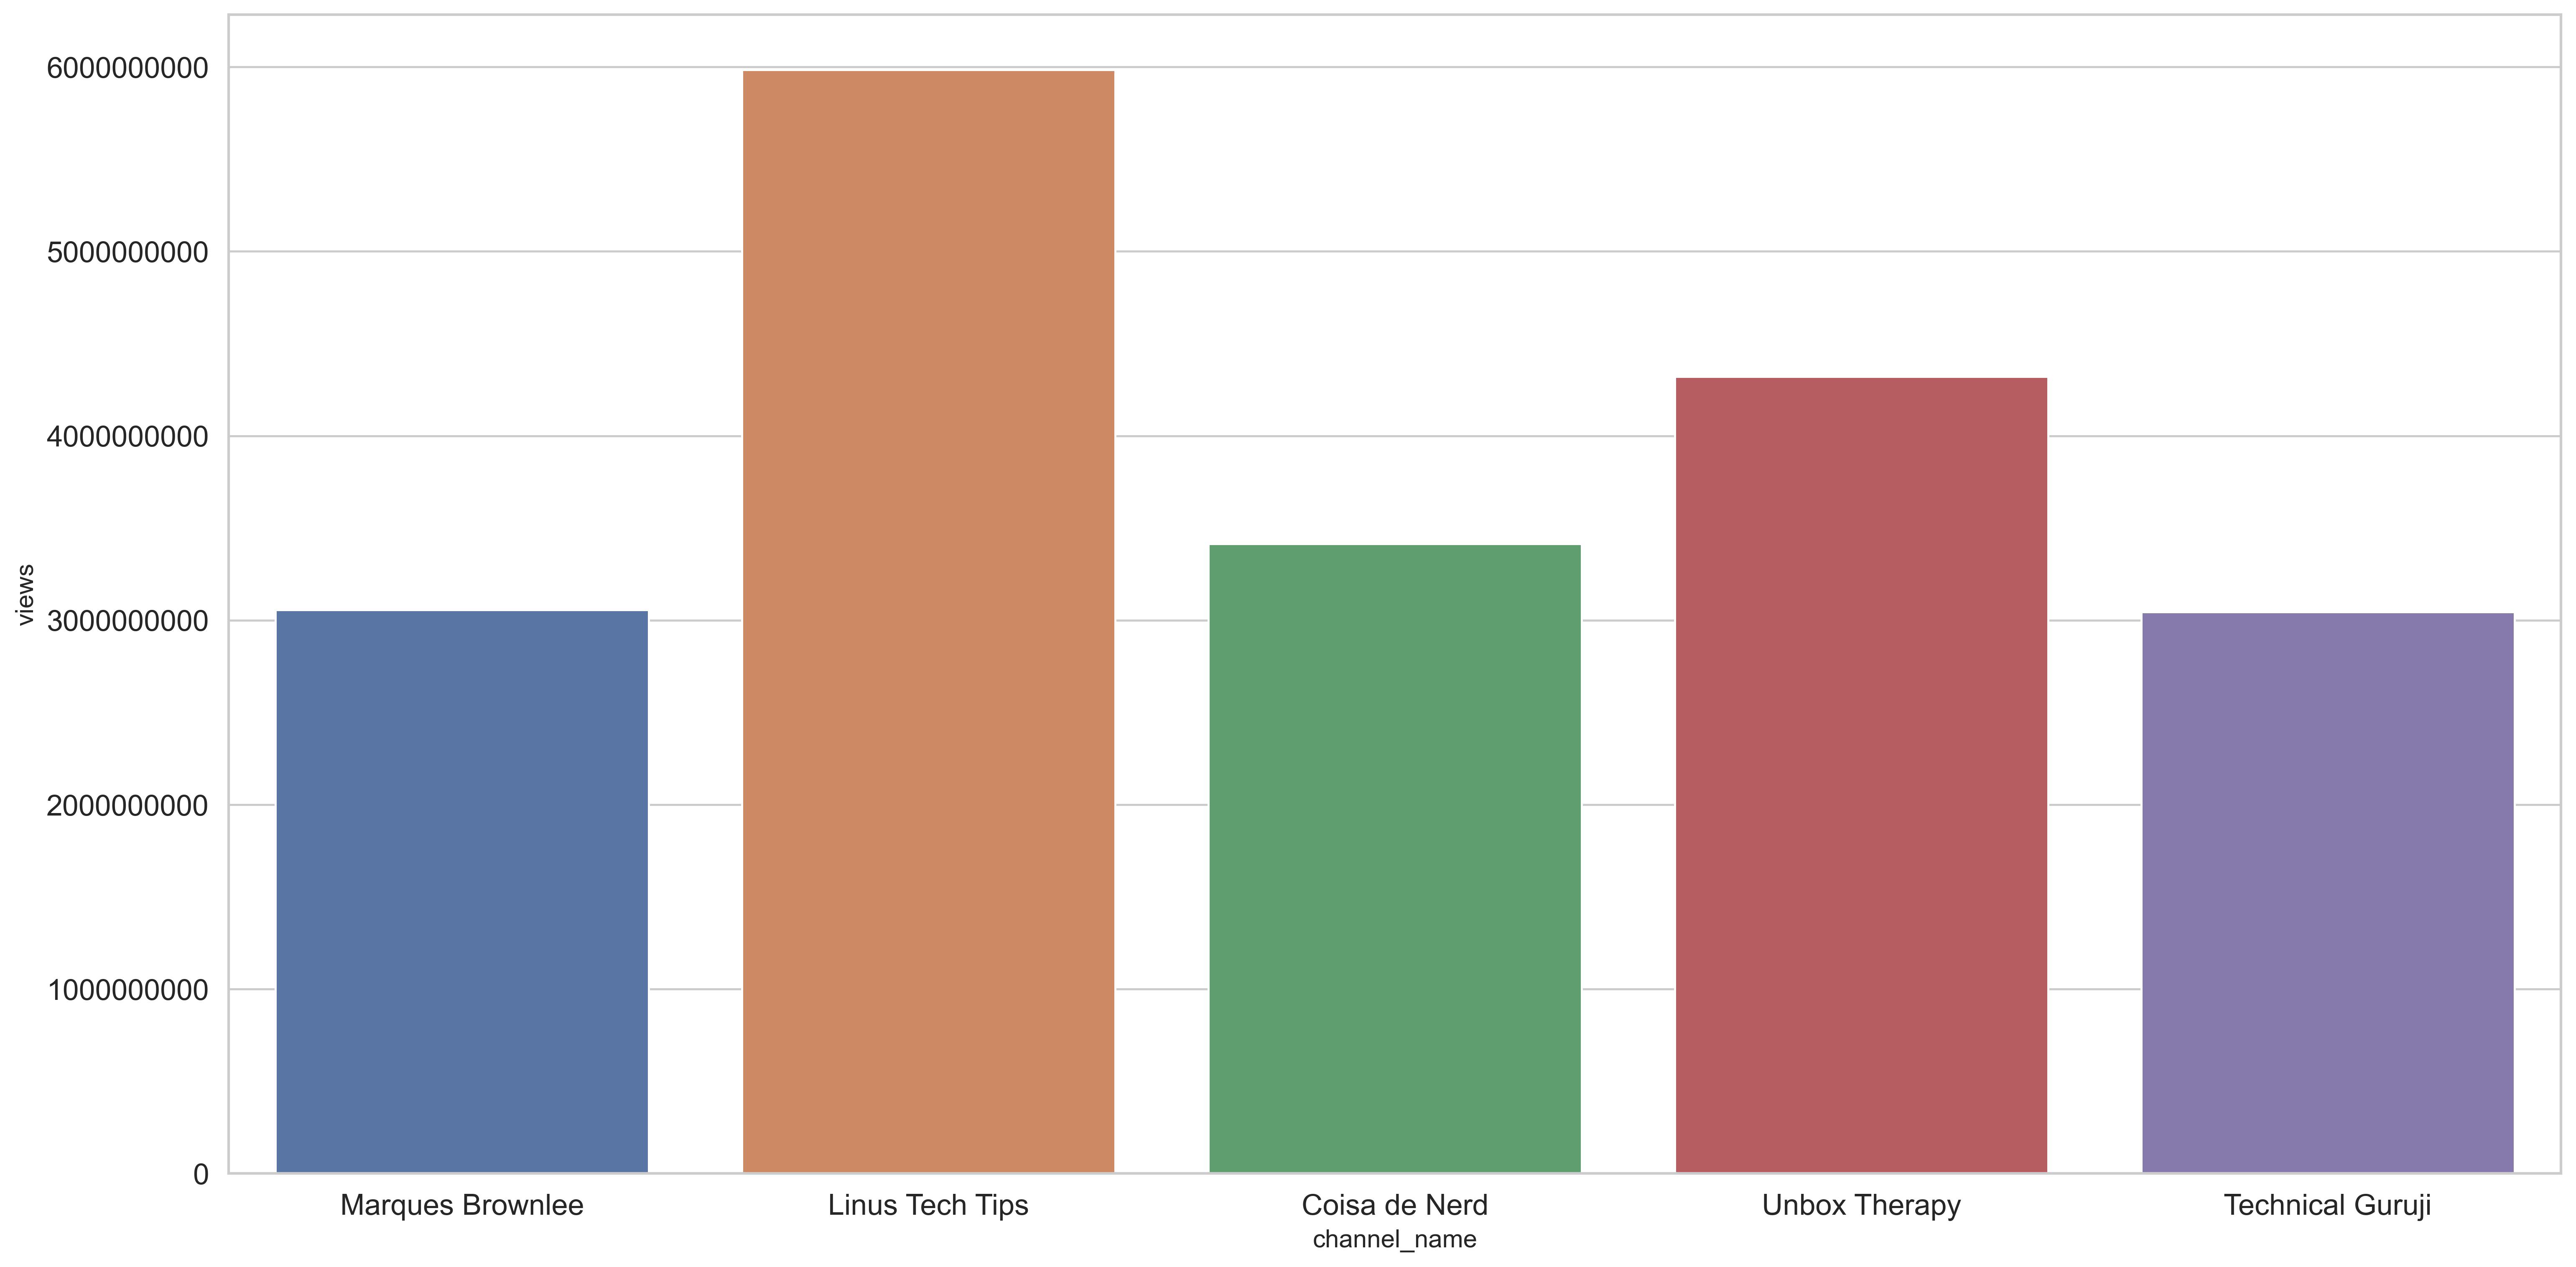 6000000000
5000000000
4000000000
3000000000
2000000000
1000000000
0
views
Marques Brownlee
Linus Tech Tips
Coisa de Nerd
Unbox Therapy
Technical Guruji
channel_name